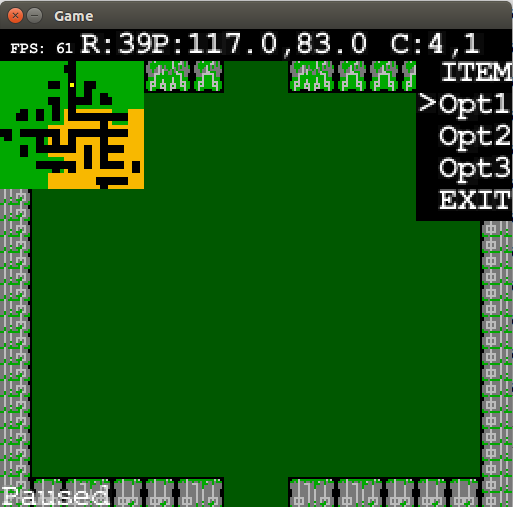 Game
FPS: 61 R:39P:117.0,83.0 C:4,1
ITEM
>Opt1
Opt2
Opt3
EXIT
Paused